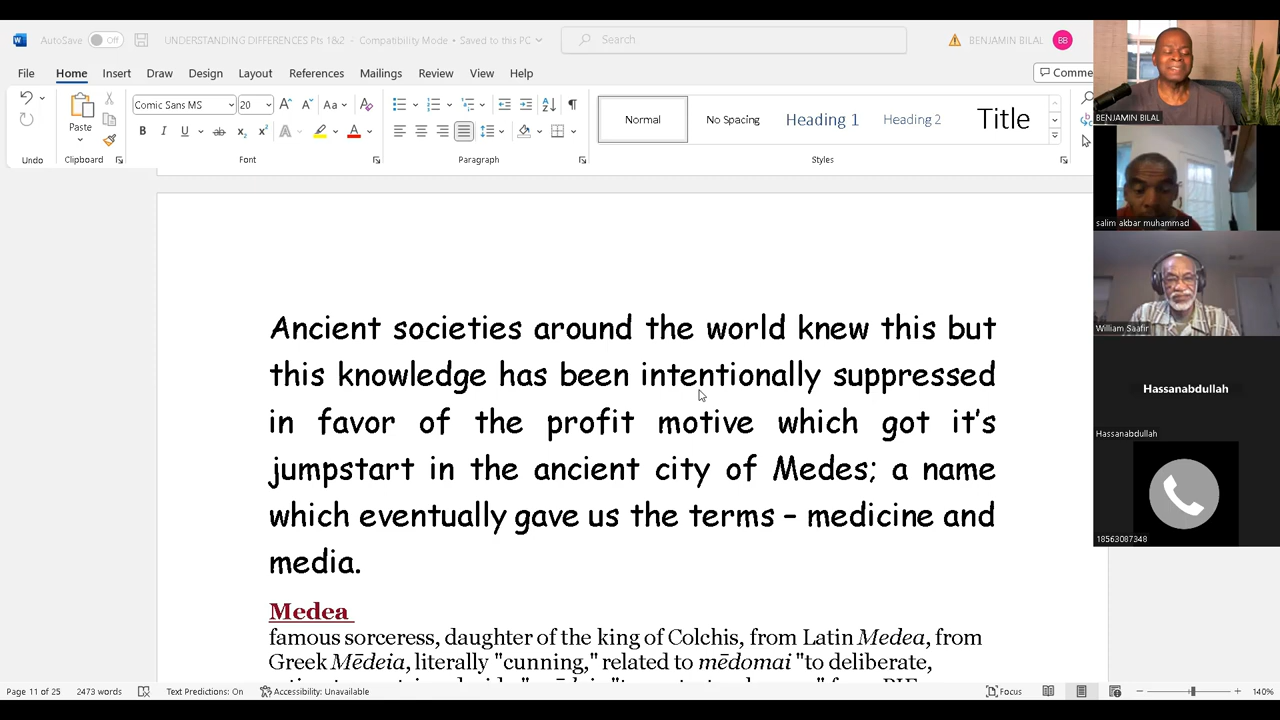 AutoSave Off UNDERSTANDING DIFFERENCES Pts 1&2 - Compatibility Mode • Saved to this PC Search BENJAMIN BILAL BB
File Home Insert Draw Design Layout References Mailings Review View Help Comme
Comic Sans MS 20 Aa
Paste B I U ab x₂ x² A A
Normal No Spacing Heading 1 Heading 2 Title
Undo Clipboard Font Paragraph Styles
BENJAMIN BILAL
salim akbar muhammad
William Saafir
Hassanabdullah
Hassanabdullah
18563087348
Ancient societies around the world knew this but
this knowledge has been intentionally suppressed
in favor of the profit motive which got it's
jumpstart in the ancient city of Medes; a name
which eventually gave us the terms – medicine and
media.
Medea
famous sorceress, daughter of the king of Colchis, from Latin Medea, from
Greek Mēdeia, literally "cunning," related to mēdomai "to deliberate,
Page 11 of 25 2473 words Text Predictions: On Accessibility: Unavailable Focus 140%